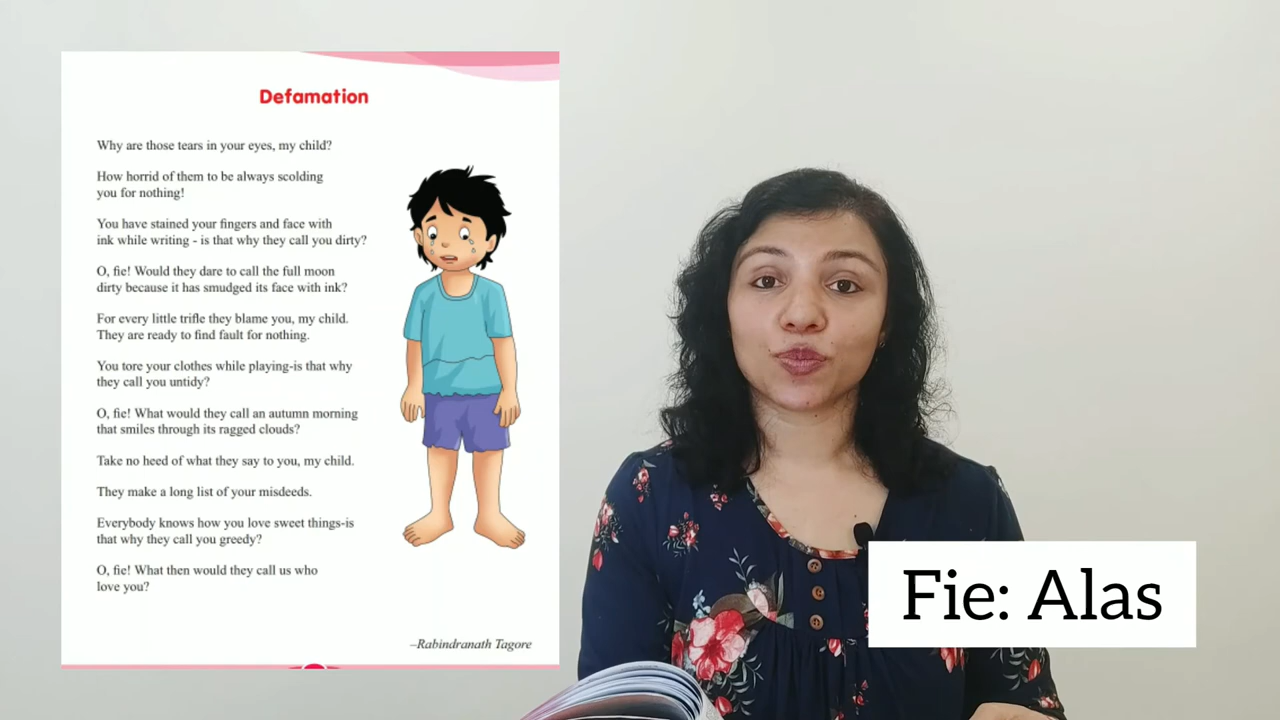 Defamation
Why are those tears in your eyes, my child?
How horrid of them to be always scolding
you for nothing!
You have stained your fingers and face with
ink while writing - is that why they call you dirty?
O, fie! Would they dare to call the full moon
dirty because it has smudged its face with ink?
For every little trifle they blame you, my child.
They are ready to find fault for nothing.
You tore your clothes while playing-is that why
they call you untidy?
O, fie! What would they call an autumn morning
that smiles through its ragged clouds?
Take no heed of what they say to you, my child.
They make a long list of your misdeeds.
Everybody knows how you love sweet things-is
that why they call you greedy?
O, fie! What then would they call us who
love you?
–Rabindranath Tagore
Fie: Alas